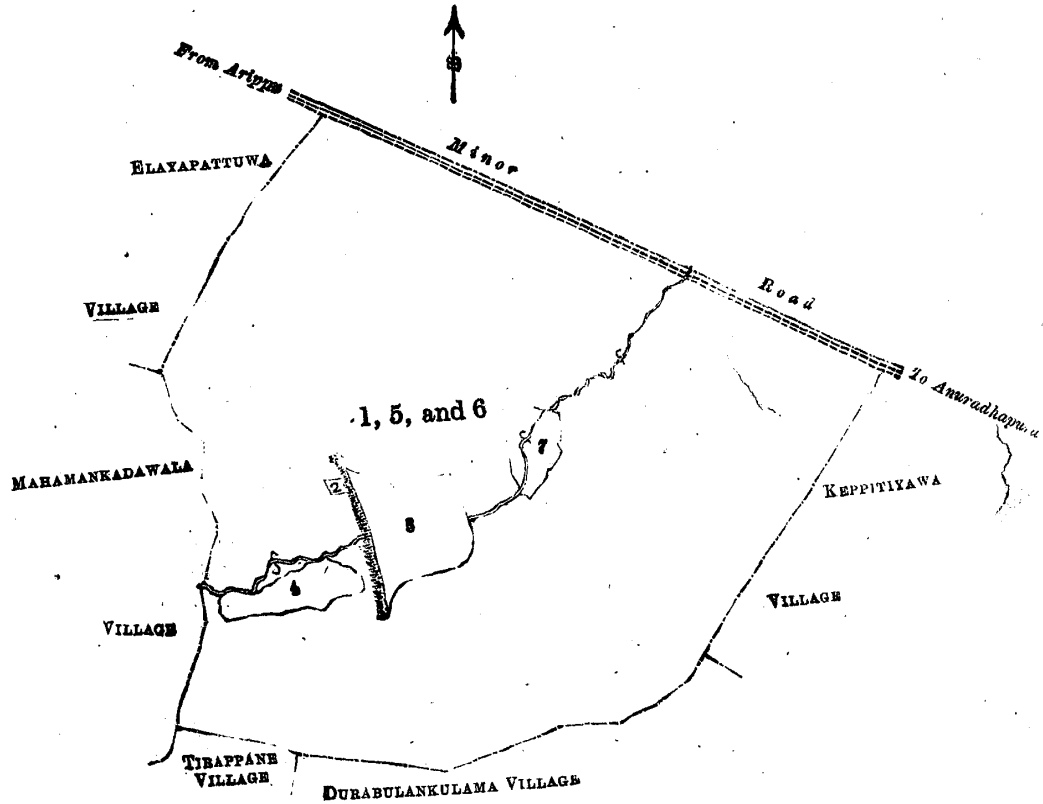 From Arippu
Minor
Road
To Anuradhapura
ELAYAPATTUWA
VILLAGE
1, 5, and 6
7
MAHAMANKADAWALA
2
3
KEPPITIYAWA
4
VILLAGE
VILLAGE
TIRAPPÁNE
VILLAGE
DURABULANKULAMA VILLAGE